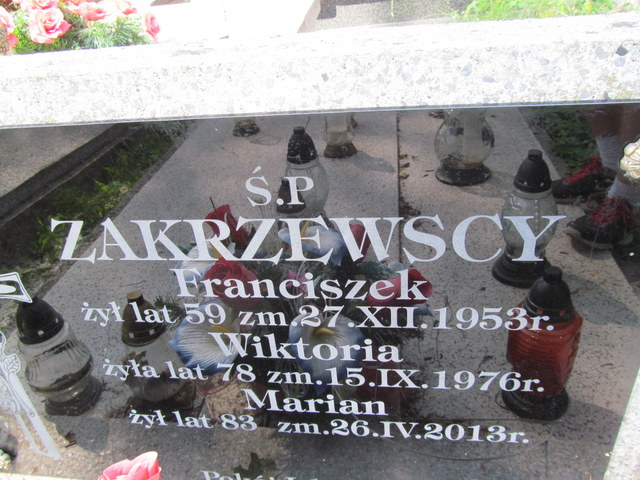 Ś.P
ZAKRZEWSCY
Franciszek
żył lat 59 zm.27.XII.1953r.
Wiktoria
żyła lat 78 zm.15.IX.1976r.
Marian
żył lat 83 zm.26.IV.2013r.